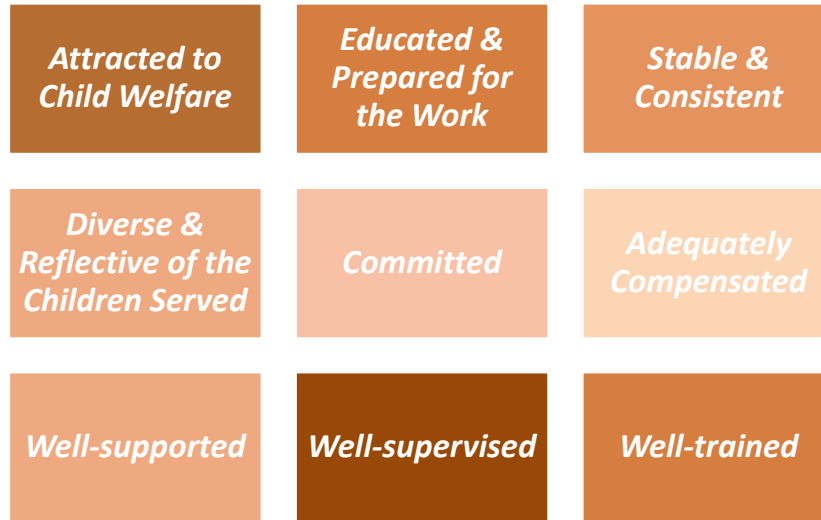 Attracted to
Child Welfare
Educated &
Prepared for
the Work
Stable &
Consistent
Diverse &
Reflective of the
Children Served
Committed
Adequately
Compensated
Well-supported
Well-supervised
Well-trained